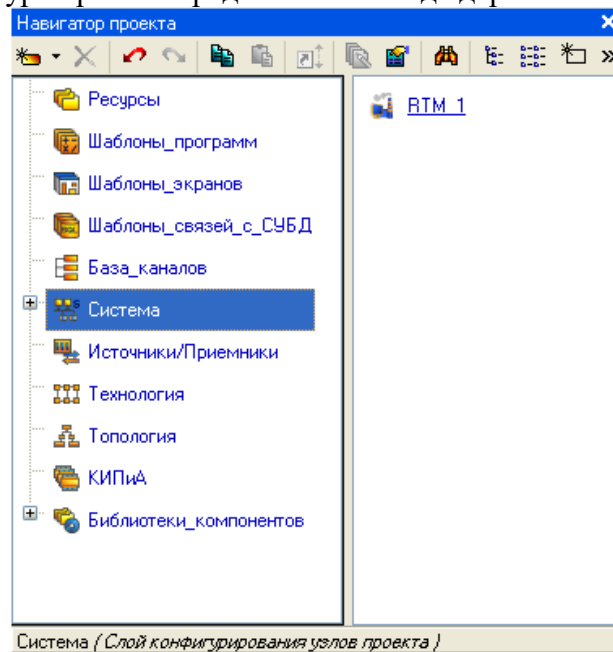 Навигатор проекта
Ресурсы
RTM_1
Шаблоны_программ
Шаблоны_экранов
Шаблоны_связей_с_СУБД
База_каналов
Система
Источники/Приемники
Технология
Топология
КИПиА
Библиотеки_компонентов
Система ( Слой конфигурирования узлов проекта )